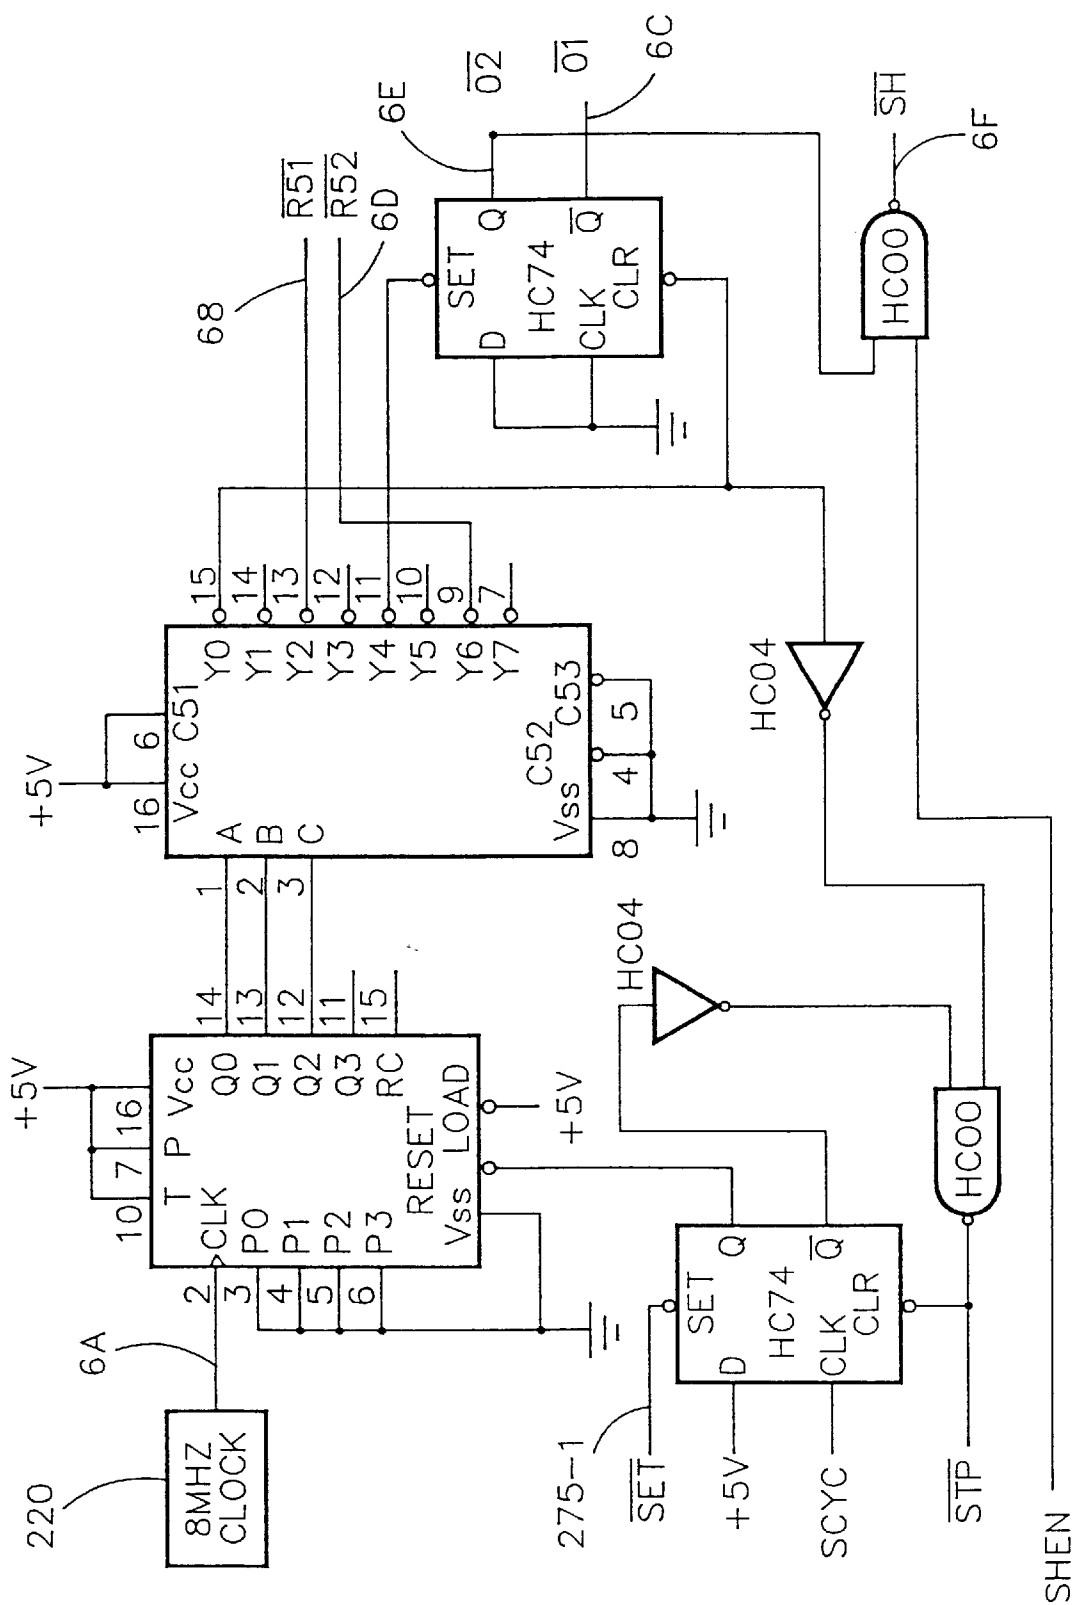 220
8MHZ
CLOCK
6A
+5V
10
7
16
2
T
P
Vcc
CLK
3
P0
4
P1
5
P2
6
P3
Q0
14
Q1
13
Q2
12
Q3
11
RC
15
RESET
LOAD
Vss
+5V
+5V
16
6
Vcc
C51
1
A
2
B
3
C
Y0
15
Y1
14
Y2
13
Y3
12
Y4
11
Y5
10
Y6
9
Y7
7
C52
C53
Vss
8
4
5
68
R51
R52
6D
SET
D
Q
HC74
CLK
Q
CLR
6E
O2
O1
6C
275-1
SET
+5V
SCYC
STP
SHEN
SET
D
Q
HC74
CLK
Q
CLR
HC04
HC04
HC00
HC00
SH
6F